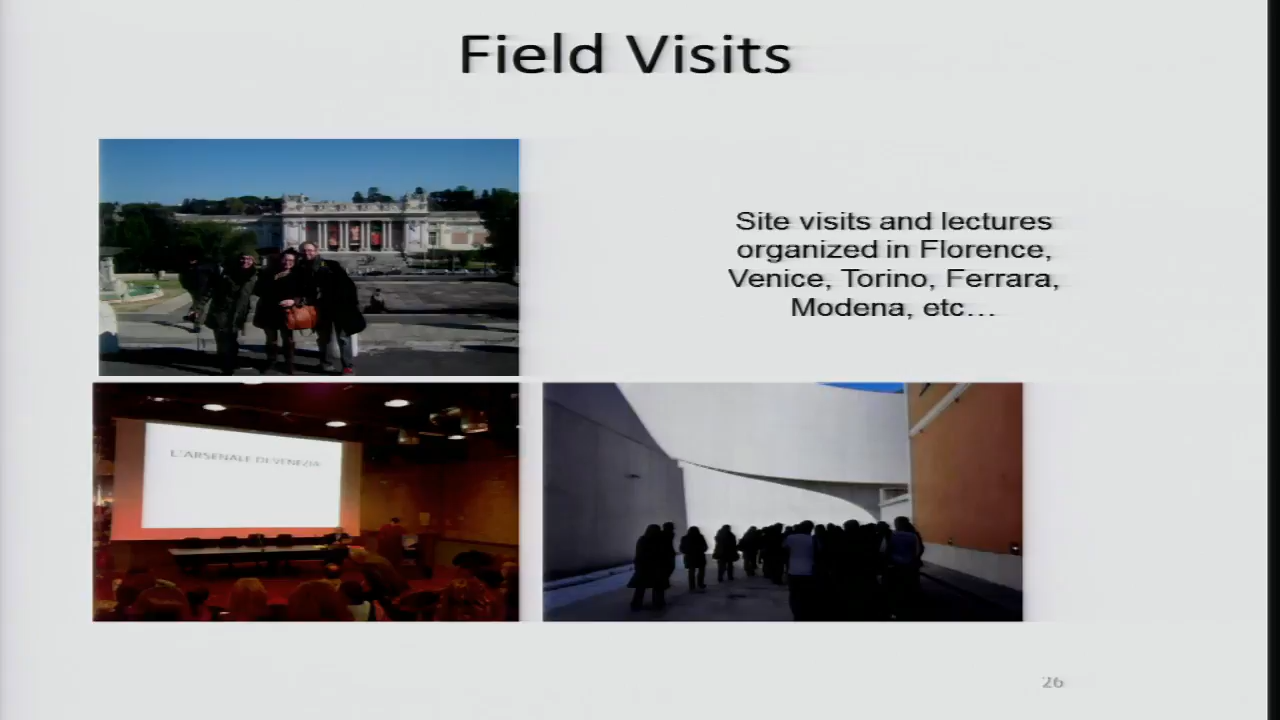 Field Visits
Site visits and lectures
organized in Florence,
Venice, Torino, Ferrara,
Modena, etc…
L'ARSENALE DI VENEZIA
26